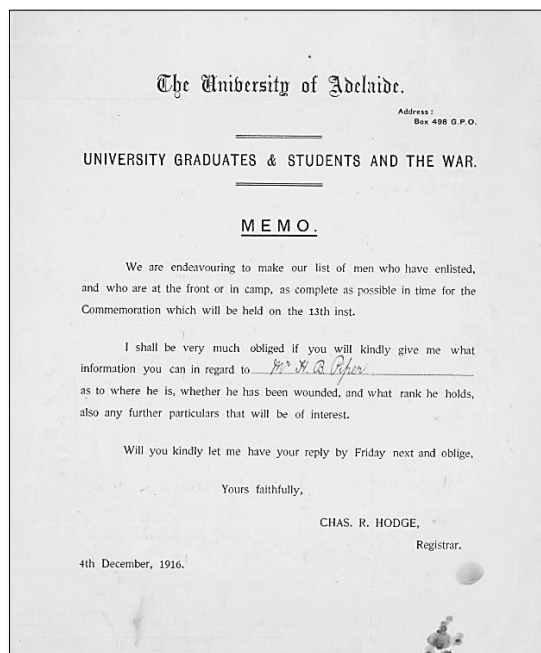 The University of Adelaide.
Address:
Box 498 G.P.O.
UNIVERSITY GRADUATES & STUDENTS AND THE WAR.
MEMO.
We are endeavouring to make our list of men who have enlisted,
and who are at the front or in camp, as complete as possible in time for the
Commemoration which will be held on the 13th inst.
I shall be very much obliged if you will kindly give me what
information you can in regard to Mr H. B. Piper
as to where he is, whether he has been wounded, and what rank he holds,
also any further particulars that will be of interest.
Will you kindly let me have your reply by Friday next and oblige,
Yours faithfully,
CHAS. R. HODGE,
Registrar.
4th December, 1916.